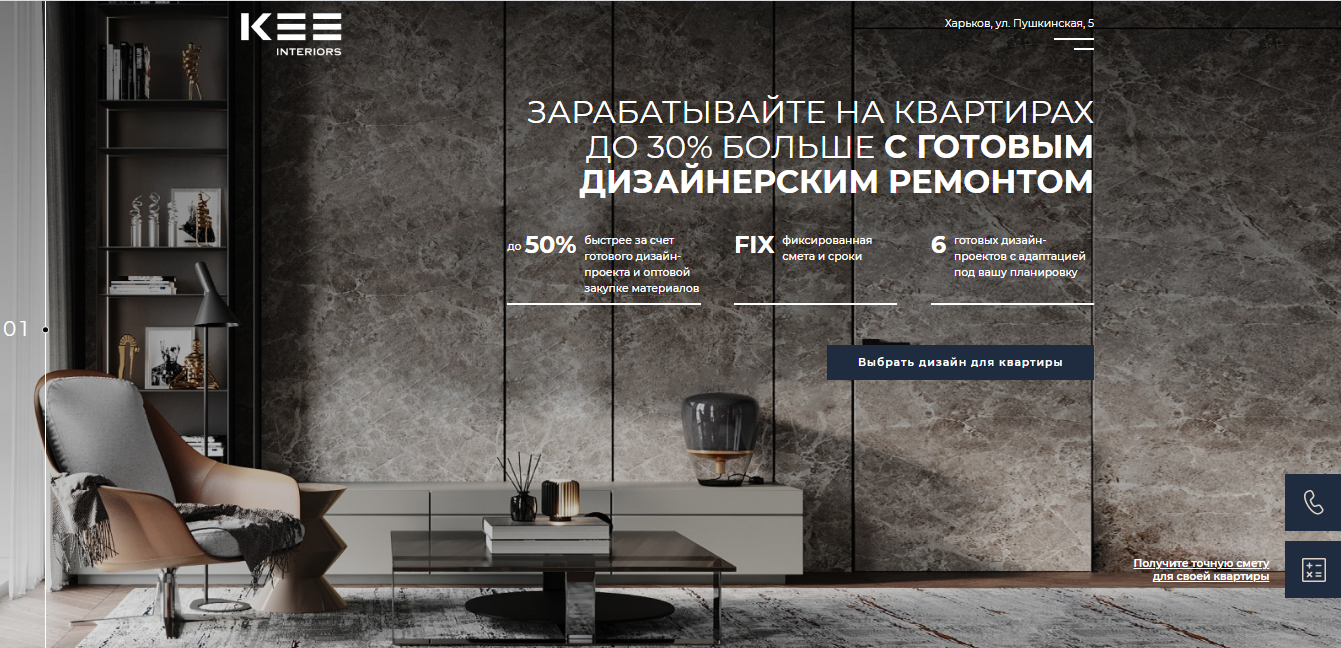 KEE
INTERIORS
Харьков, ул. Пушкинская, 5
ЗАРАБАТЫВАЙТЕ НА КВАРТИРАХ
ДО 30% БОЛЬШЕ С ГОТОВЫМ
ДИЗАЙНЕРСКИМ РЕМОНТОМ
до 50% быстрее за счет
готового дизайн-
проекта и оптовой
закупке материалов
FIX фиксированная
смета и сроки
6 готовых дизайн-
проектов с адаптацией
под вашу планировку
01
Выбрать дизайн для квартиры
Получите точную смету
для своей квартиры